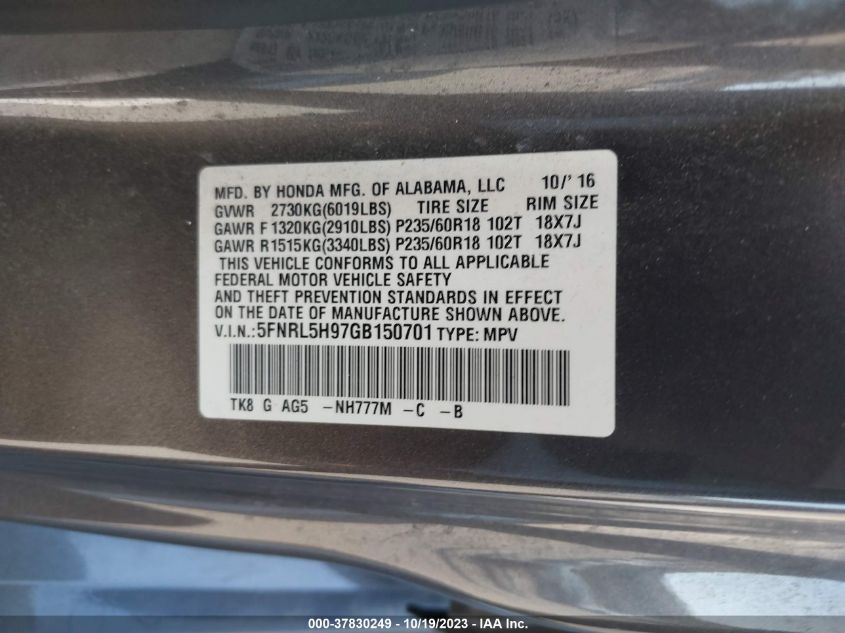 MFD. BY HONDA MFG. OF ALABAMA, LLC 10/'16
GVWR 2730KG(6019LBS) TIRE SIZE RIM SIZE
GAWR F1320KG(2910LBS) P235/60R18 102T 18X7J
GAWR R1515KG(3340LBS) P235/60R18 102T 18X7J
THIS VEHICLE CONFORMS TO ALL APPLICABLE
FEDERAL MOTOR VEHICLE SAFETY
AND THEFT PREVENTION STANDARDS IN EFFECT
ON THE DATE OF MANUFACTURE SHOWN ABOVE.
V.I.N.:5FNRL5H97GB150701 TYPE: MPV
TK8 G AG5 -NH777M -C -B
000-37830249 - 10/19/2023 - IAA Inc.